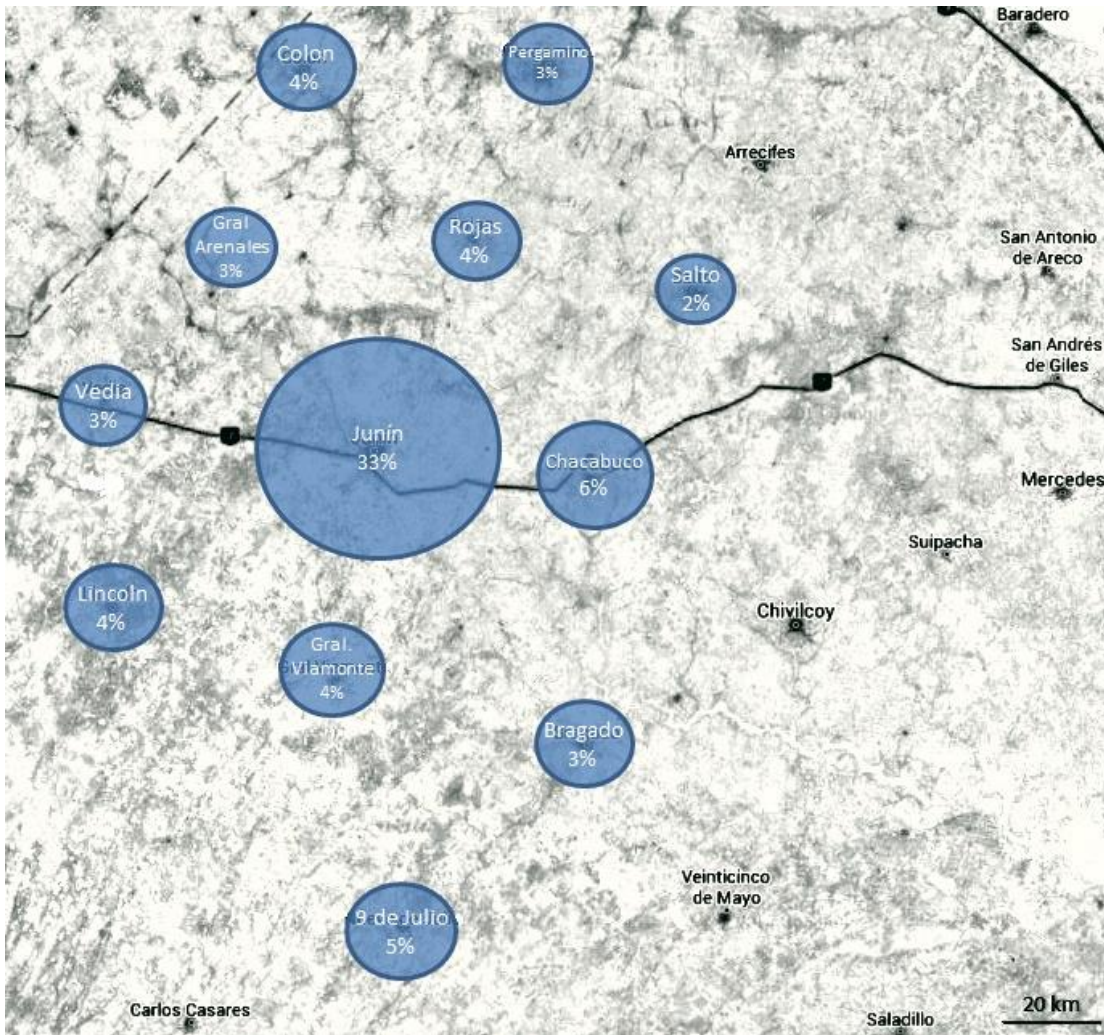 Baradero
Colon
4%
Pergamino
3%
Arrecifes
Gral
Arenales
3%
Rojas
4%
San Antonio
de Areco
Salto
2%
San Andrés
de Giles
Vedia
3%
Junín
33%
Chacabuco
6%
Mercedes
Suipacha
Lincoln
4%
Chivilcoy
Gral.
Viamonte
4%
Bragado
3%
Veinticinco
de Mayo
9 de Julio
5%
Carlos Casares
20 km
Saladillo